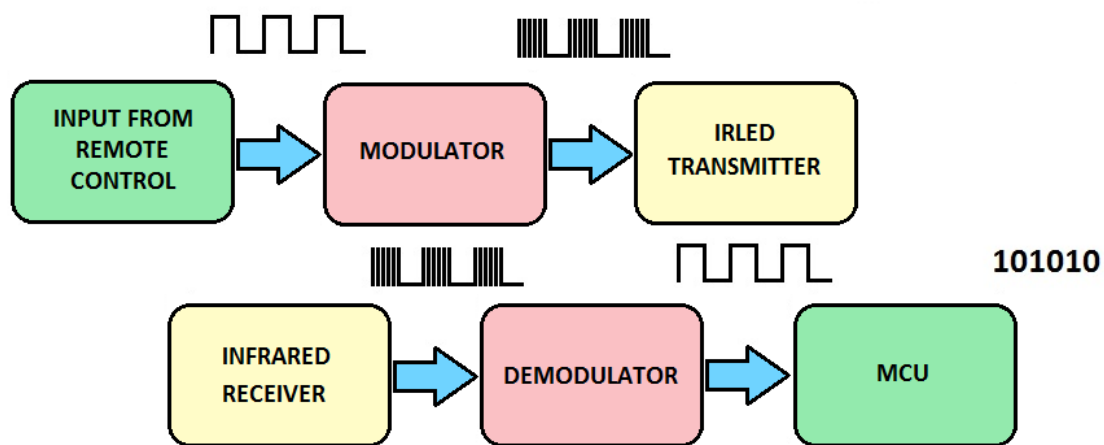 INPUT FROM
REMOTE
CONTROL
MODULATOR
IRLED
TRANSMITTER
101010
INFRARED
RECEIVER
DEMODULATOR
MCU